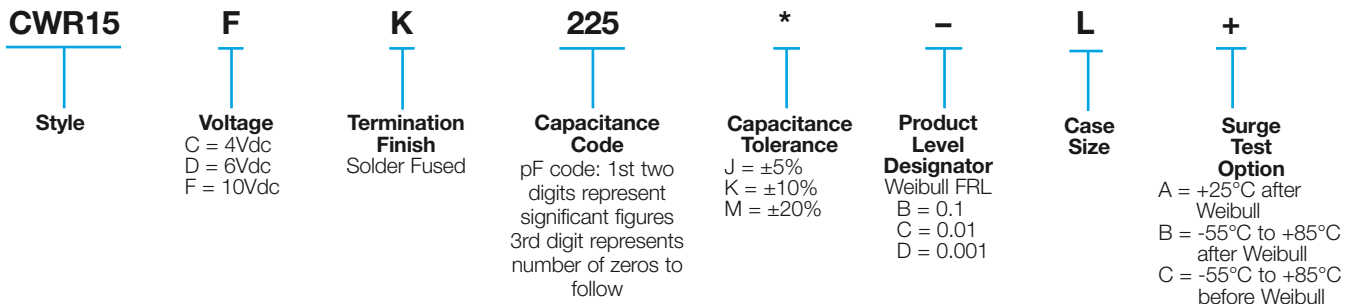 CWR15 F K 225 * – L +
Style
Voltage
C = 4Vdc
D = 6Vdc
F = 10Vdc
Termination
Finish
Solder Fused
Capacitance
Code
pF code: 1st two
digits represent
significant figures
3rd digit represents
number of zeros to
follow
Capacitance
Tolerance
J = ±5%
K = ±10%
M = ±20%
Product
Level
Designator
Weibull FRL
B = 0.1
C = 0.01
D = 0.001
Case
Size
Surge
Test
Option
A = +25°C after
Weibull
B = -55°C to +85°C
after Weibull
C = -55°C to +85°C
before Weibull